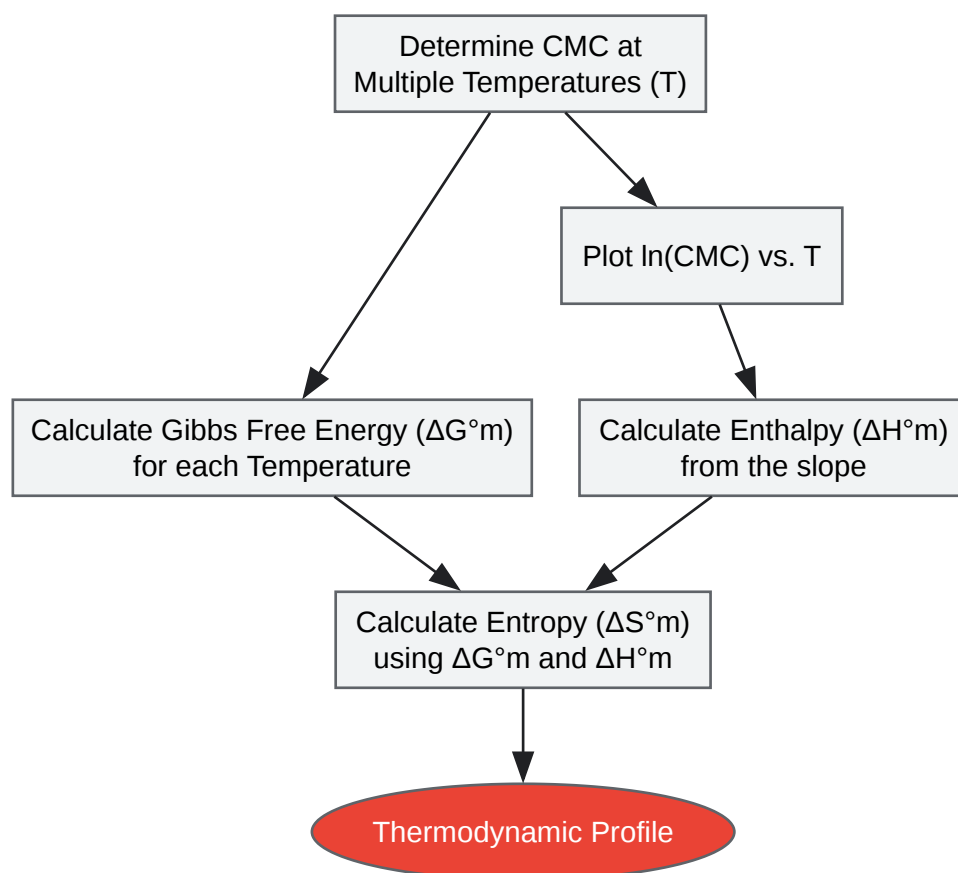 Determine CMC at
Multiple Temperatures (T)
Plot ln(CMC) vs. T
Calculate Gibbs Free Energy (ΔG°m)
for each Temperature
Calculate Enthalpy (ΔH°m)
from the slope
Calculate Entropy (ΔS°m)
using ΔG°m and ΔH°m
Thermodynamic Profile